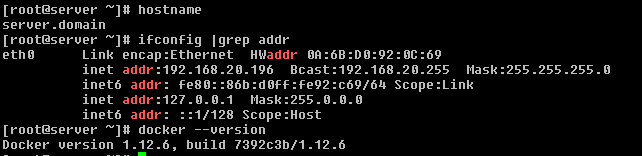 [root@server ~]# hostname
server.domain
[root@server ~]# ifconfig |grep addr
eth0      Link encap:Ethernet  HWaddr 0A:6B:D0:92:0C:69
          inet addr:192.168.20.196  Bcast:192.168.20.255  Mask:255.255.255.0
          inet6 addr: fe80::86b:d0ff:fe92:c69/64 Scope:Link
          inet addr:127.0.0.1  Mask:255.0.0.0
          inet6 addr: ::1/128 Scope:Host
[root@server ~]# docker --version
Docker version 1.12.6, build 7392c3b/1.12.6
[root@server ~]#